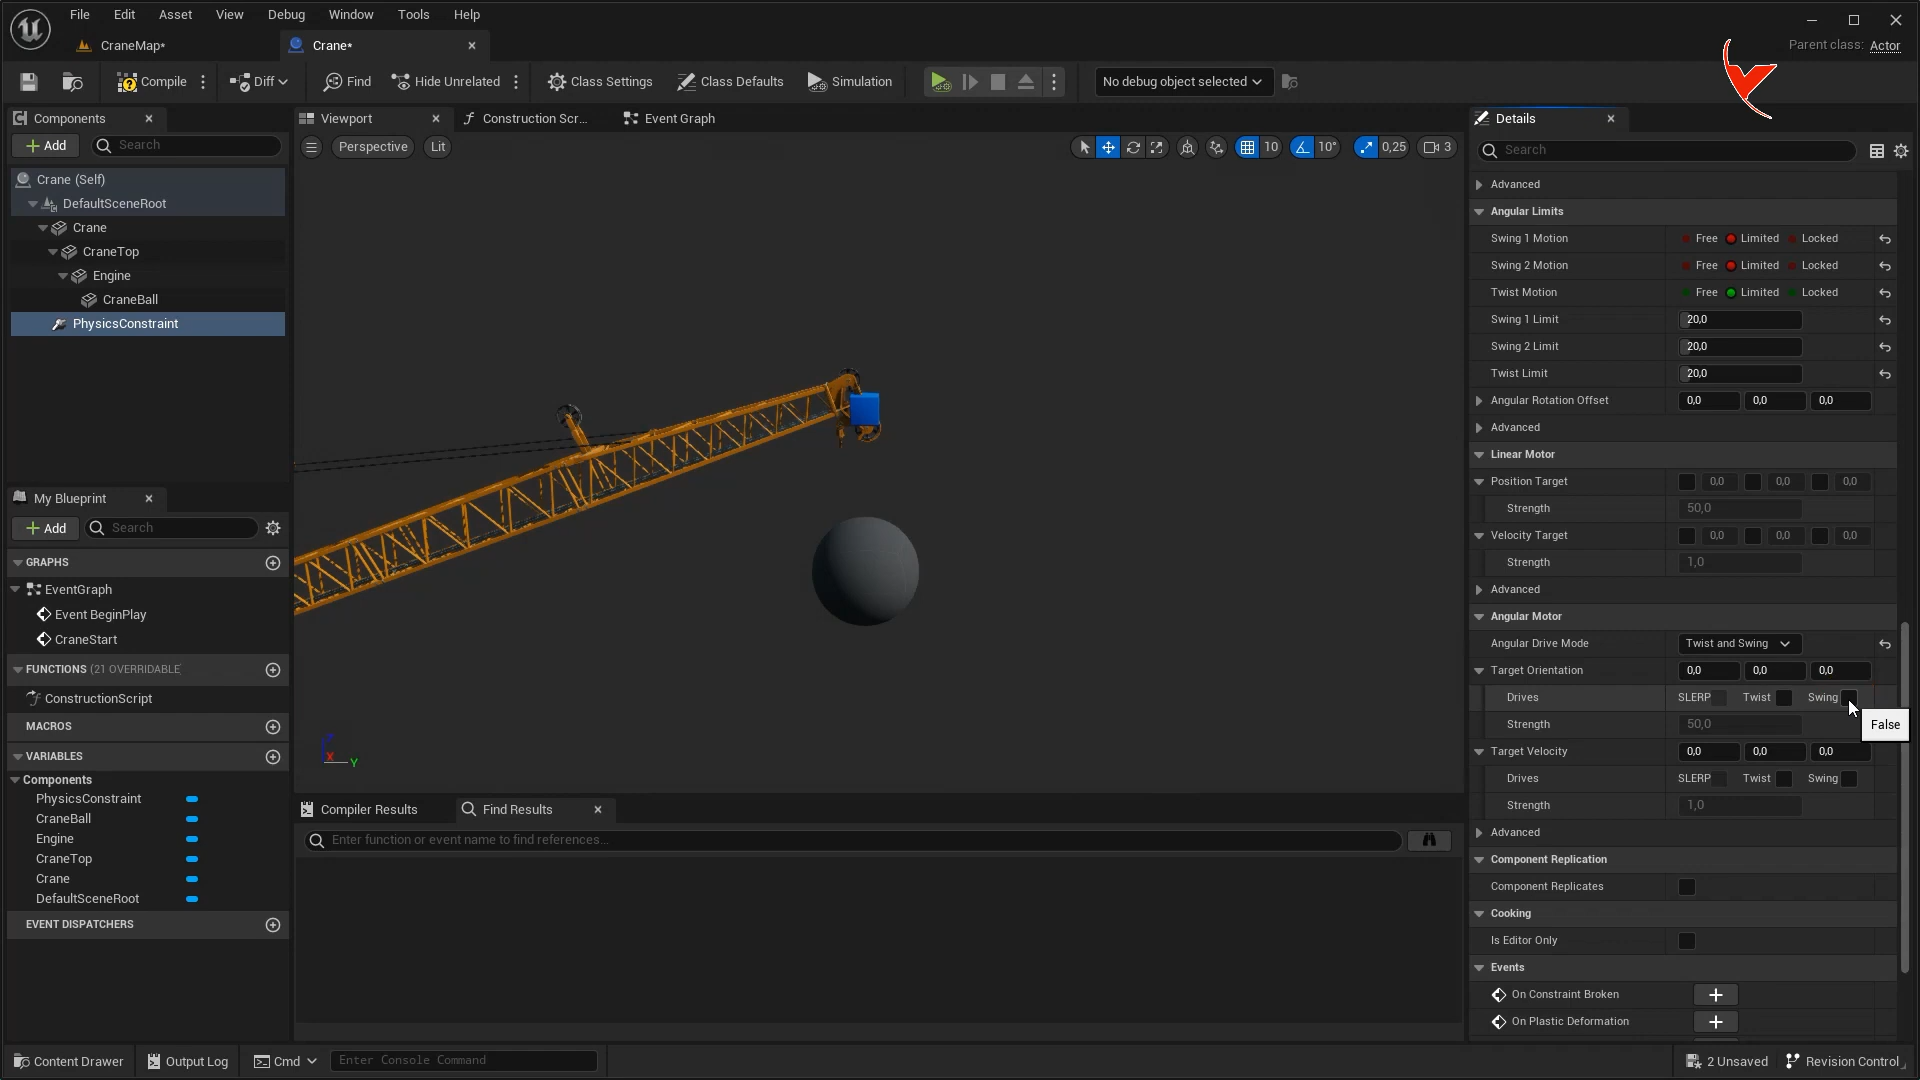 File Edit Asset View Debug Window Tools Help
CraneMap* Crane* Parent class: Actor
Compile Diff Find Hide Unrelated Class Settings Class Defaults Simulation No debug object selected
Components Viewport Construction Scr... Event Graph Details
Add Search Perspective Lit 10 10° 0,25 3 Search
Crane (Self)
DefaultSceneRoot
Crane
CraneTop
Engine
CraneBall
PhysicsConstraint
My Blueprint
Add Search
GRAPHS
EventGraph
Event BeginPlay
CraneStart
FUNCTIONS (21 OVERRIDABLE
ConstructionScript
MACROS
VARIABLES
Components
PhysicsConstraint
CraneBall
Engine
CraneTop
Crane
DefaultSceneRoot
EVENT DISPATCHERS
X Y
Compiler Results Find Results
Enter function or event name to find references...
Advanced
Angular Limits
Swing 1 Motion Free Limited Locked
Swing 2 Motion Free Limited Locked
Twist Motion Free Limited Locked
Swing 1 Limit 20,0
Swing 2 Limit 20,0
Twist Limit 20,0
Angular Rotation Offset 0,0 0,0 0,0
Advanced
Linear Motor
Position Target 0,0 0,0 0,0
Strength 50,0
Velocity Target 0,0 0,0 0,0
Strength 1,0
Advanced
Angular Motor
Angular Drive Mode Twist and Swing
Target Orientation 0,0 0,0 0,0
Drives SLERP Twist Swing
Strength 50,0
False
Target Velocity 0,0 0,0 0,0
Drives SLERP Twist Swing
Strength 1,0
Advanced
Component Replication
Component Replicates
Cooking
Is Editor Only
Events
On Constraint Broken
On Plastic Deformation
Content Drawer Output Log Cmd Enter Console Command 2 Unsaved Revision Control